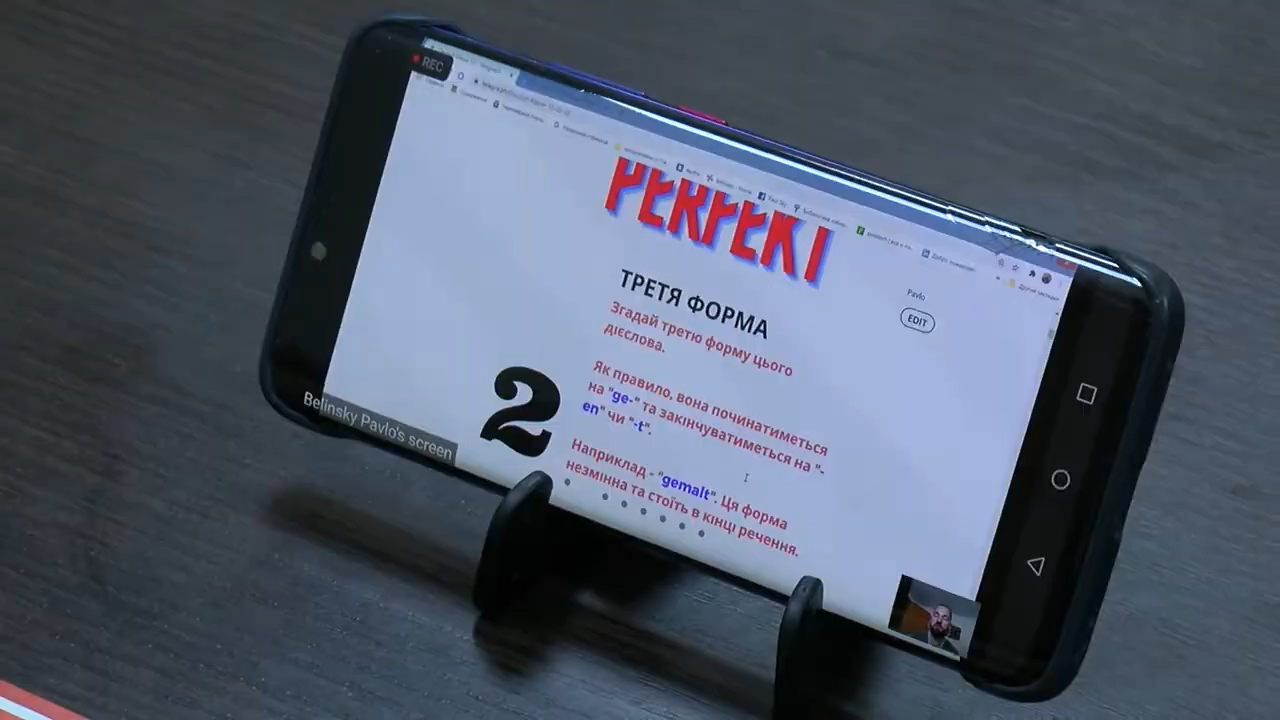 REC
PERFEKT
Pavlo
EDIT
ТРЕТЯ ФОРМА
Згадай третю форму цього
дієслова.
2
Як правило, вона починатиметься
на "ge-" та закінчуватиметься на "-
en" чи "-t".
Наприклад - "gemalt". Ця форма
незмінна та стоїть в кінці речення.
Belinsky Pavlo's screen